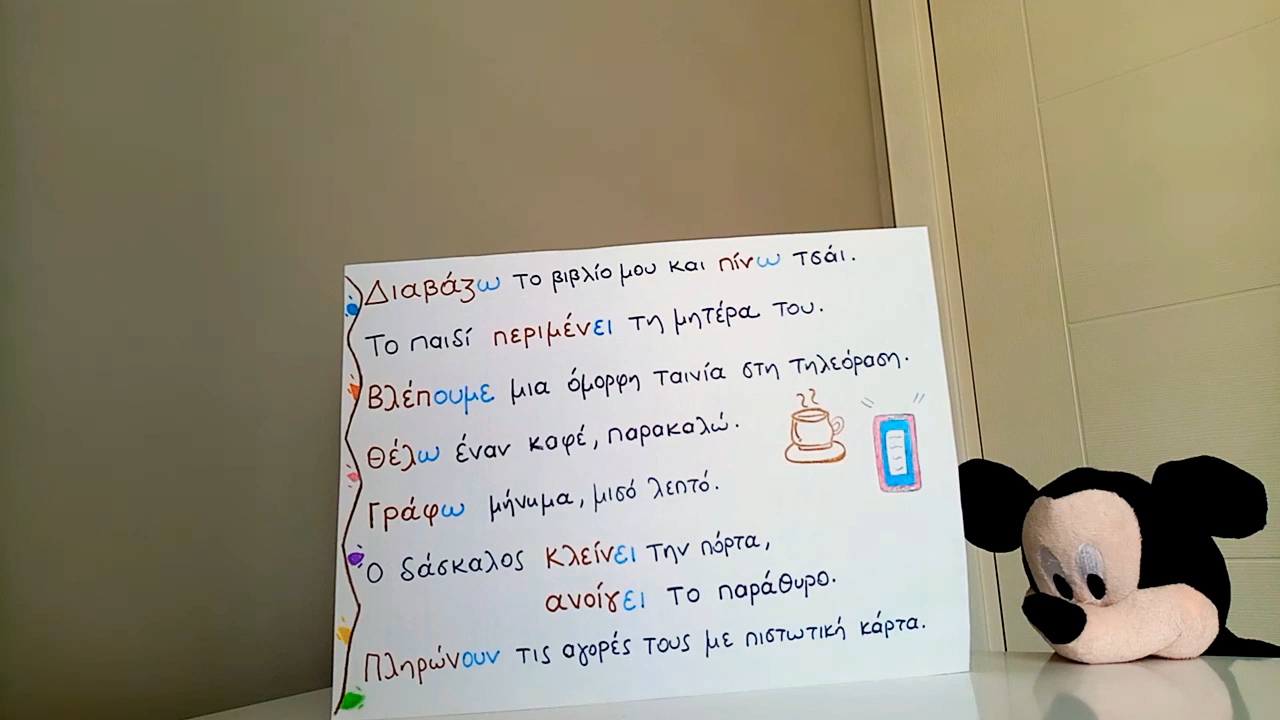 Διαβάζω το βιβλίο μου και πίνω τσάι.
Το παιδί περιμένει τη μητέρα του.
Βλέπουμε μια όμορφη ταινία στη τηλεόραση.
Θέλω έναν καφέ, παρακαλώ.
Γράφω μήνυμα, μισό λεπτό.
Ο δάσκαλος κλείνει την πόρτα,
ανοίγει το παράθυρο.
Πληρώνουν τις αγορές τους με πιστωτική κάρτα.